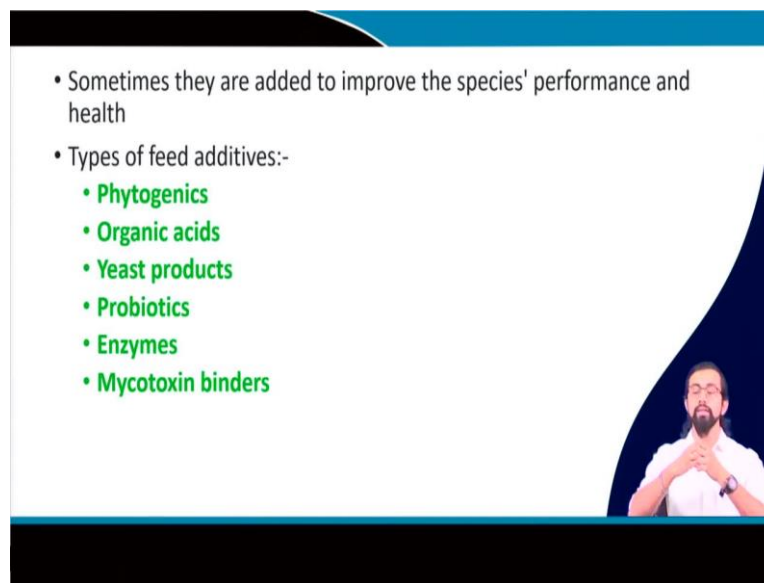 • Sometimes they are added to improve the species' performance and
health
• Types of feed additives:-
• Phytogenics
• Organic acids
• Yeast products
• Probiotics
• Enzymes
• Mycotoxin binders